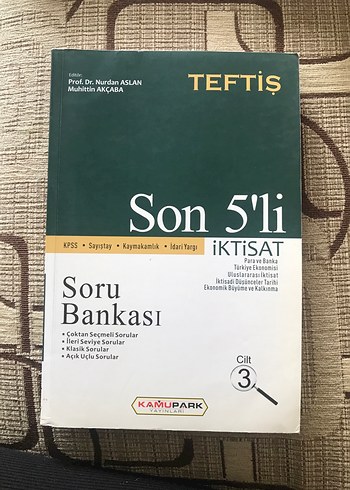 Editör:
Prof. Dr. Nurdan ASLAN
Muhittin AKÇABA
TEFTİŞ
Son 5'li
KPSS • Sayıştay • Kaymakamlık • İdari Yargı
iKTiSAT
Para ve Banka
Türkiye Ekonomisi
Uluslararası İktisat
İktisadi Düşünceler Tarihi
Ekonomik Büyüme ve Kalkınma
Soru
Bankası
• Çoktan Seçmeli Sorular
• İleri Seviye Sorular
• Klasik Sorular
• Açık Uçlu Sorular
Cilt
3
KAMUPARK
YAYINLARI